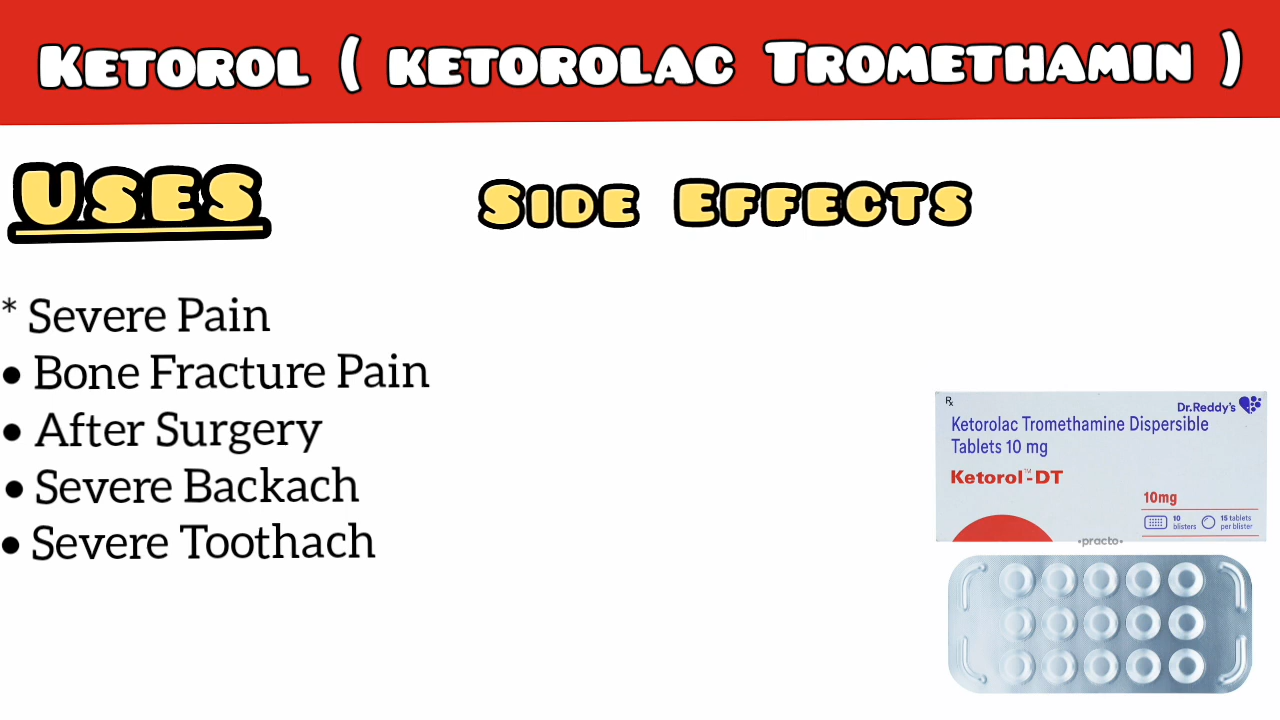 Ketorol ( ketorolac Tromethamin )
Uses
Side Effects
* Severe Pain
• Bone Fracture Pain
• After Surgery
• Severe Backach
• Severe Toothach
Rx
Dr.Reddy's
Ketorolac Tromethamine Dispersible
Tablets 10 mg
Ketorol™-DT
10mg
10 blisters
15 tablets per blister
•practo•